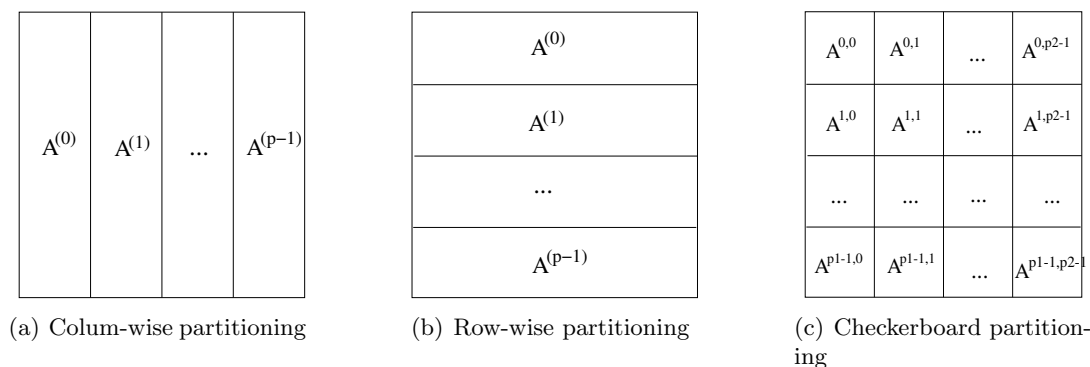 A(0) A(1) ... A(p−1)
(a) Colum-wise partitioning
A(0)
A(1)
...
A(p−1)
(b) Row-wise partitioning
A0,0 A0,1 ... A0,p2-1
A1,0 A1,1 ... A1,p2-1
... ... ... ...
Ap1-1,0 Ap1-1,1 ... Ap1-1,p2-1
(c) Checkerboard partition-
ing